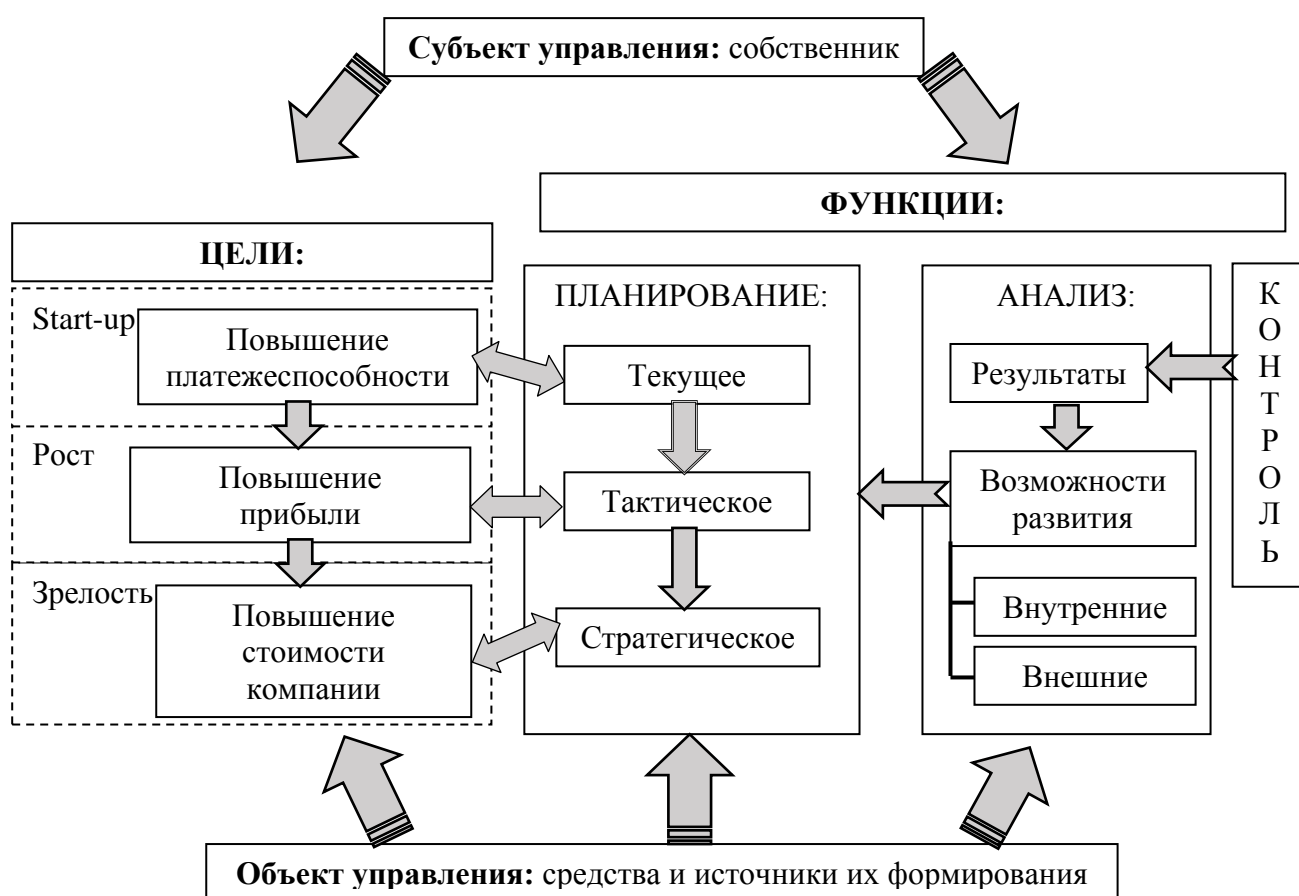 Субъект управления: собственник
ФУНКЦИИ:
ЦЕЛИ:
Start-up
Повышение
платежеспособности
Рост
Повышение
прибыли
Зрелость
Повышение
стоимости
компании
ПЛАНИРОВАНИЕ:
Текущее
Тактическое
Стратегическое
АНАЛИЗ:
Результаты
Возможности
развития
Внутренние
Внешние
К
О
Н
Т
Р
О
Л
Ь
Объект управления: средства и источники их формирования